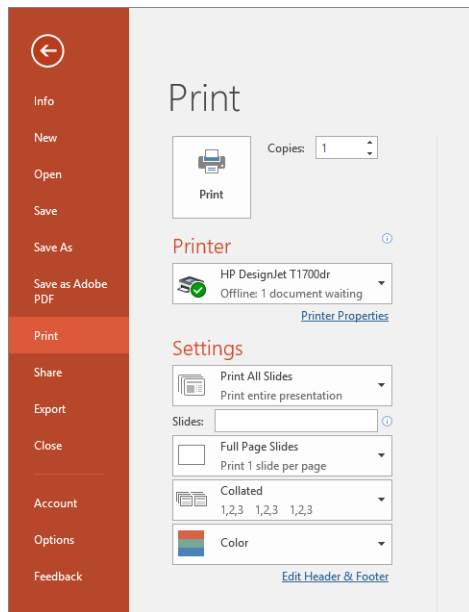 Info
New
Open
Save
Save As
Save as Adobe
PDF
Print
Share
Export
Close
Account
Options
Feedback
Print
Copies: 1
Print
Printer
HP DesignJet T1700dr
Offline: 1 document waiting
Printer Properties
Settings
Print All Slides
Print entire presentation
Slides:
Full Page Slides
Print 1 slide per page
Collated
1,2,3 1,2,3 1,2,3
Color
Edit Header & Footer